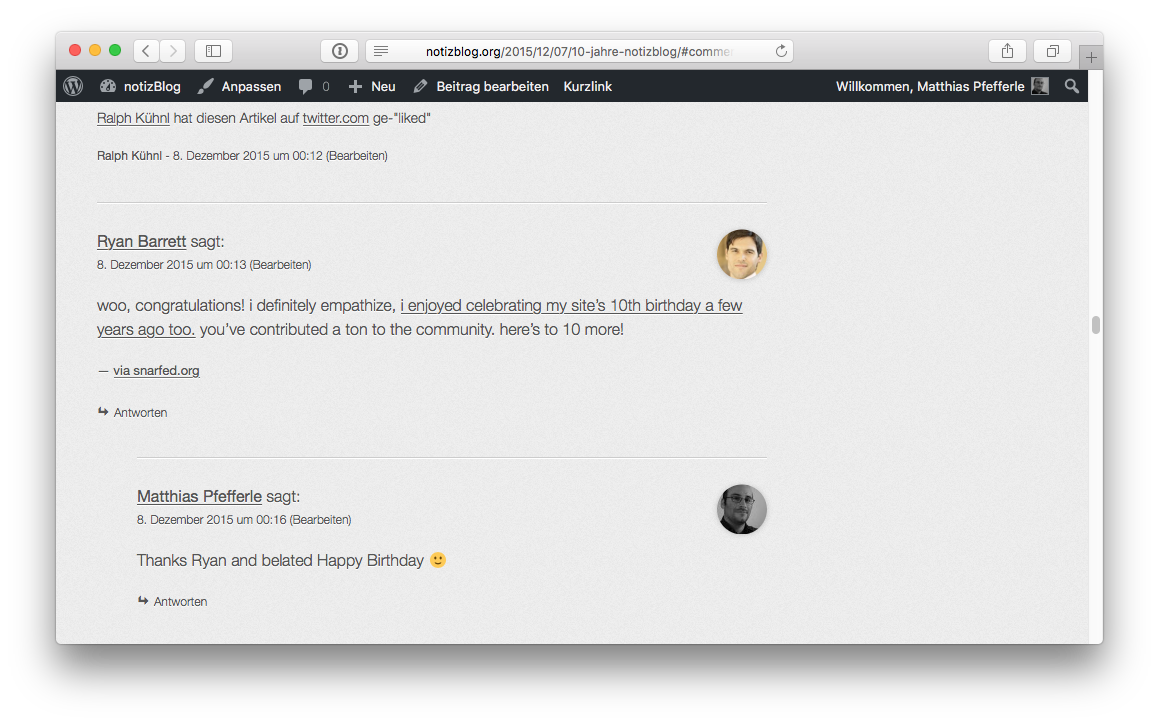 notizblog.org/2015/12/07/10-jahre-notizblog/#comme
notizBlog Anpassen 0 Neu Beitrag bearbeiten Kurzlink Willkommen, Matthias Pfefferle
Ralph Kühnl hat diesen Artikel auf twitter.com ge-"liked"
Ralph Kühnl - 8. Dezember 2015 um 00:12 (Bearbeiten)
Ryan Barrett sagt:
8. Dezember 2015 um 00:13 (Bearbeiten)
woo, congratulations! i definitely empathize, i enjoyed celebrating my site’s 10th birthday a few
years ago too. you’ve contributed a ton to the community. here’s to 10 more!
— via snarfed.org
Antworten
Matthias Pfefferle sagt:
8. Dezember 2015 um 00:16 (Bearbeiten)
Thanks Ryan and belated Happy Birthday 🙂
Antworten